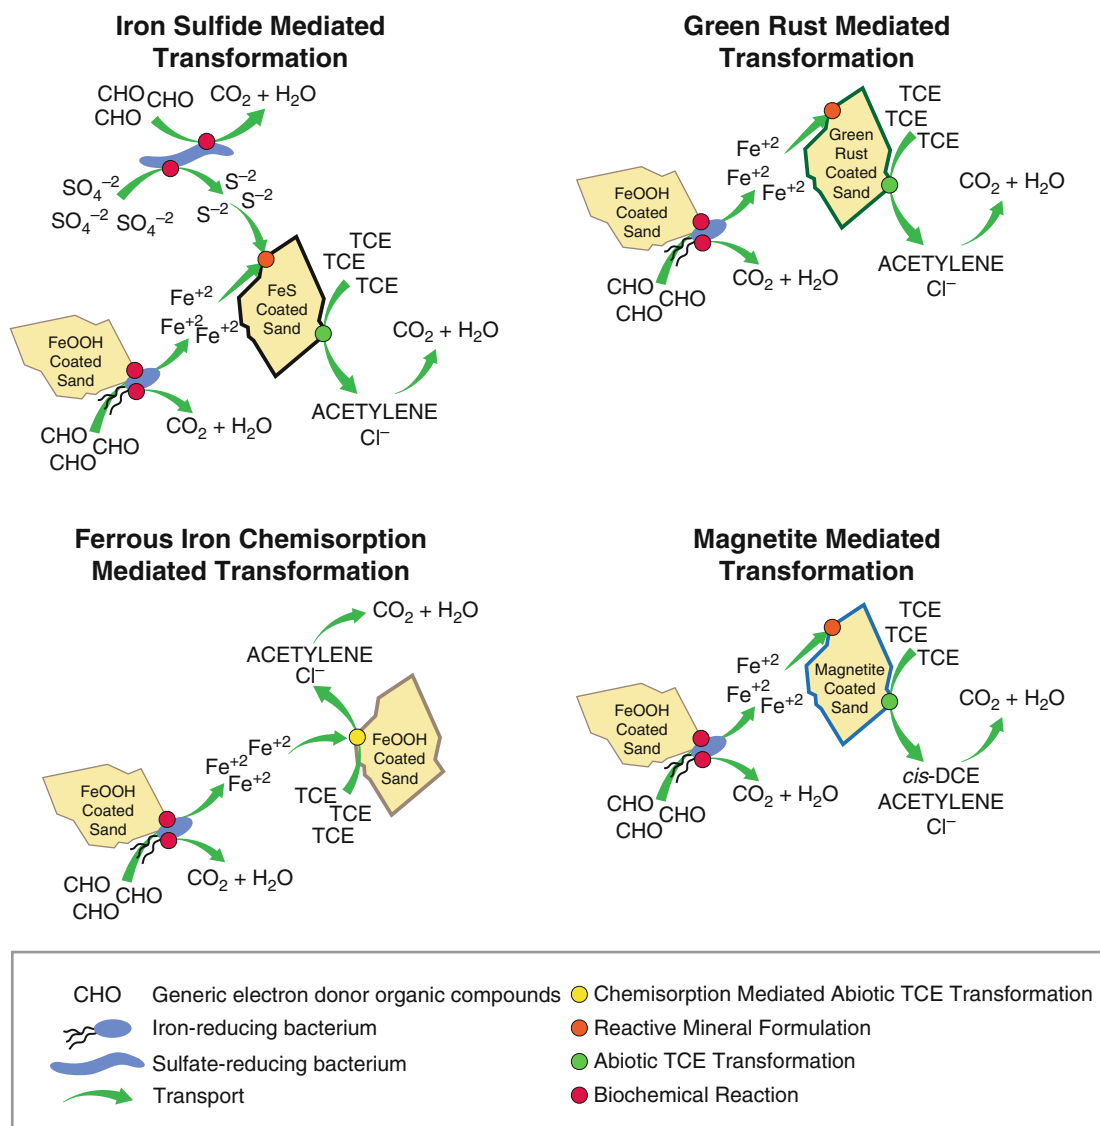 Iron Sulfide Mediated
Transformation
CHO CHO
CHO
CO₂ + H₂O
SO₄⁻²
SO₄⁻² SO₄⁻²
S⁻²
S⁻² S⁻²
TCE
TCE
TCE
FeS
Coated
Sand
Fe⁺²
Fe⁺² Fe⁺²
FeOOH
Coated
Sand
CO₂ + H₂O
ACETYLENE
Cl⁻
CO₂ + H₂O
CHO
CHO
CHO
Green Rust Mediated
Transformation
TCE
TCE
TCE
Green
Rust
Coated
Sand
Fe⁺²
Fe⁺² Fe⁺²
FeOOH
Coated
Sand
CO₂ + H₂O
ACETYLENE
Cl⁻
CO₂ + H₂O
CHO
CHO
CHO
Ferrous Iron Chemisorption
Mediated Transformation
CO₂ + H₂O
ACETYLENE
Cl⁻
FeOOH
Coated
Sand
Fe⁺² Fe⁺²
Fe⁺²
TCE
TCE
TCE
FeOOH
Coated
Sand
CO₂ + H₂O
CHO
CHO
CHO
Magnetite Mediated
Transformation
TCE
TCE
TCE
Magnetite
Coated
Sand
Fe⁺²
Fe⁺² Fe⁺²
FeOOH
Coated
Sand
CO₂ + H₂O
cis-DCE
ACETYLENE
Cl⁻
CO₂ + H₂O
CHO
CHO
CHO
CHO Generic electron donor organic compounds
Iron-reducing bacterium
Sulfate-reducing bacterium
Transport
Chemisorption Mediated Abiotic TCE Transformation
Reactive Mineral Formulation
Abiotic TCE Transformation
Biochemical Reaction